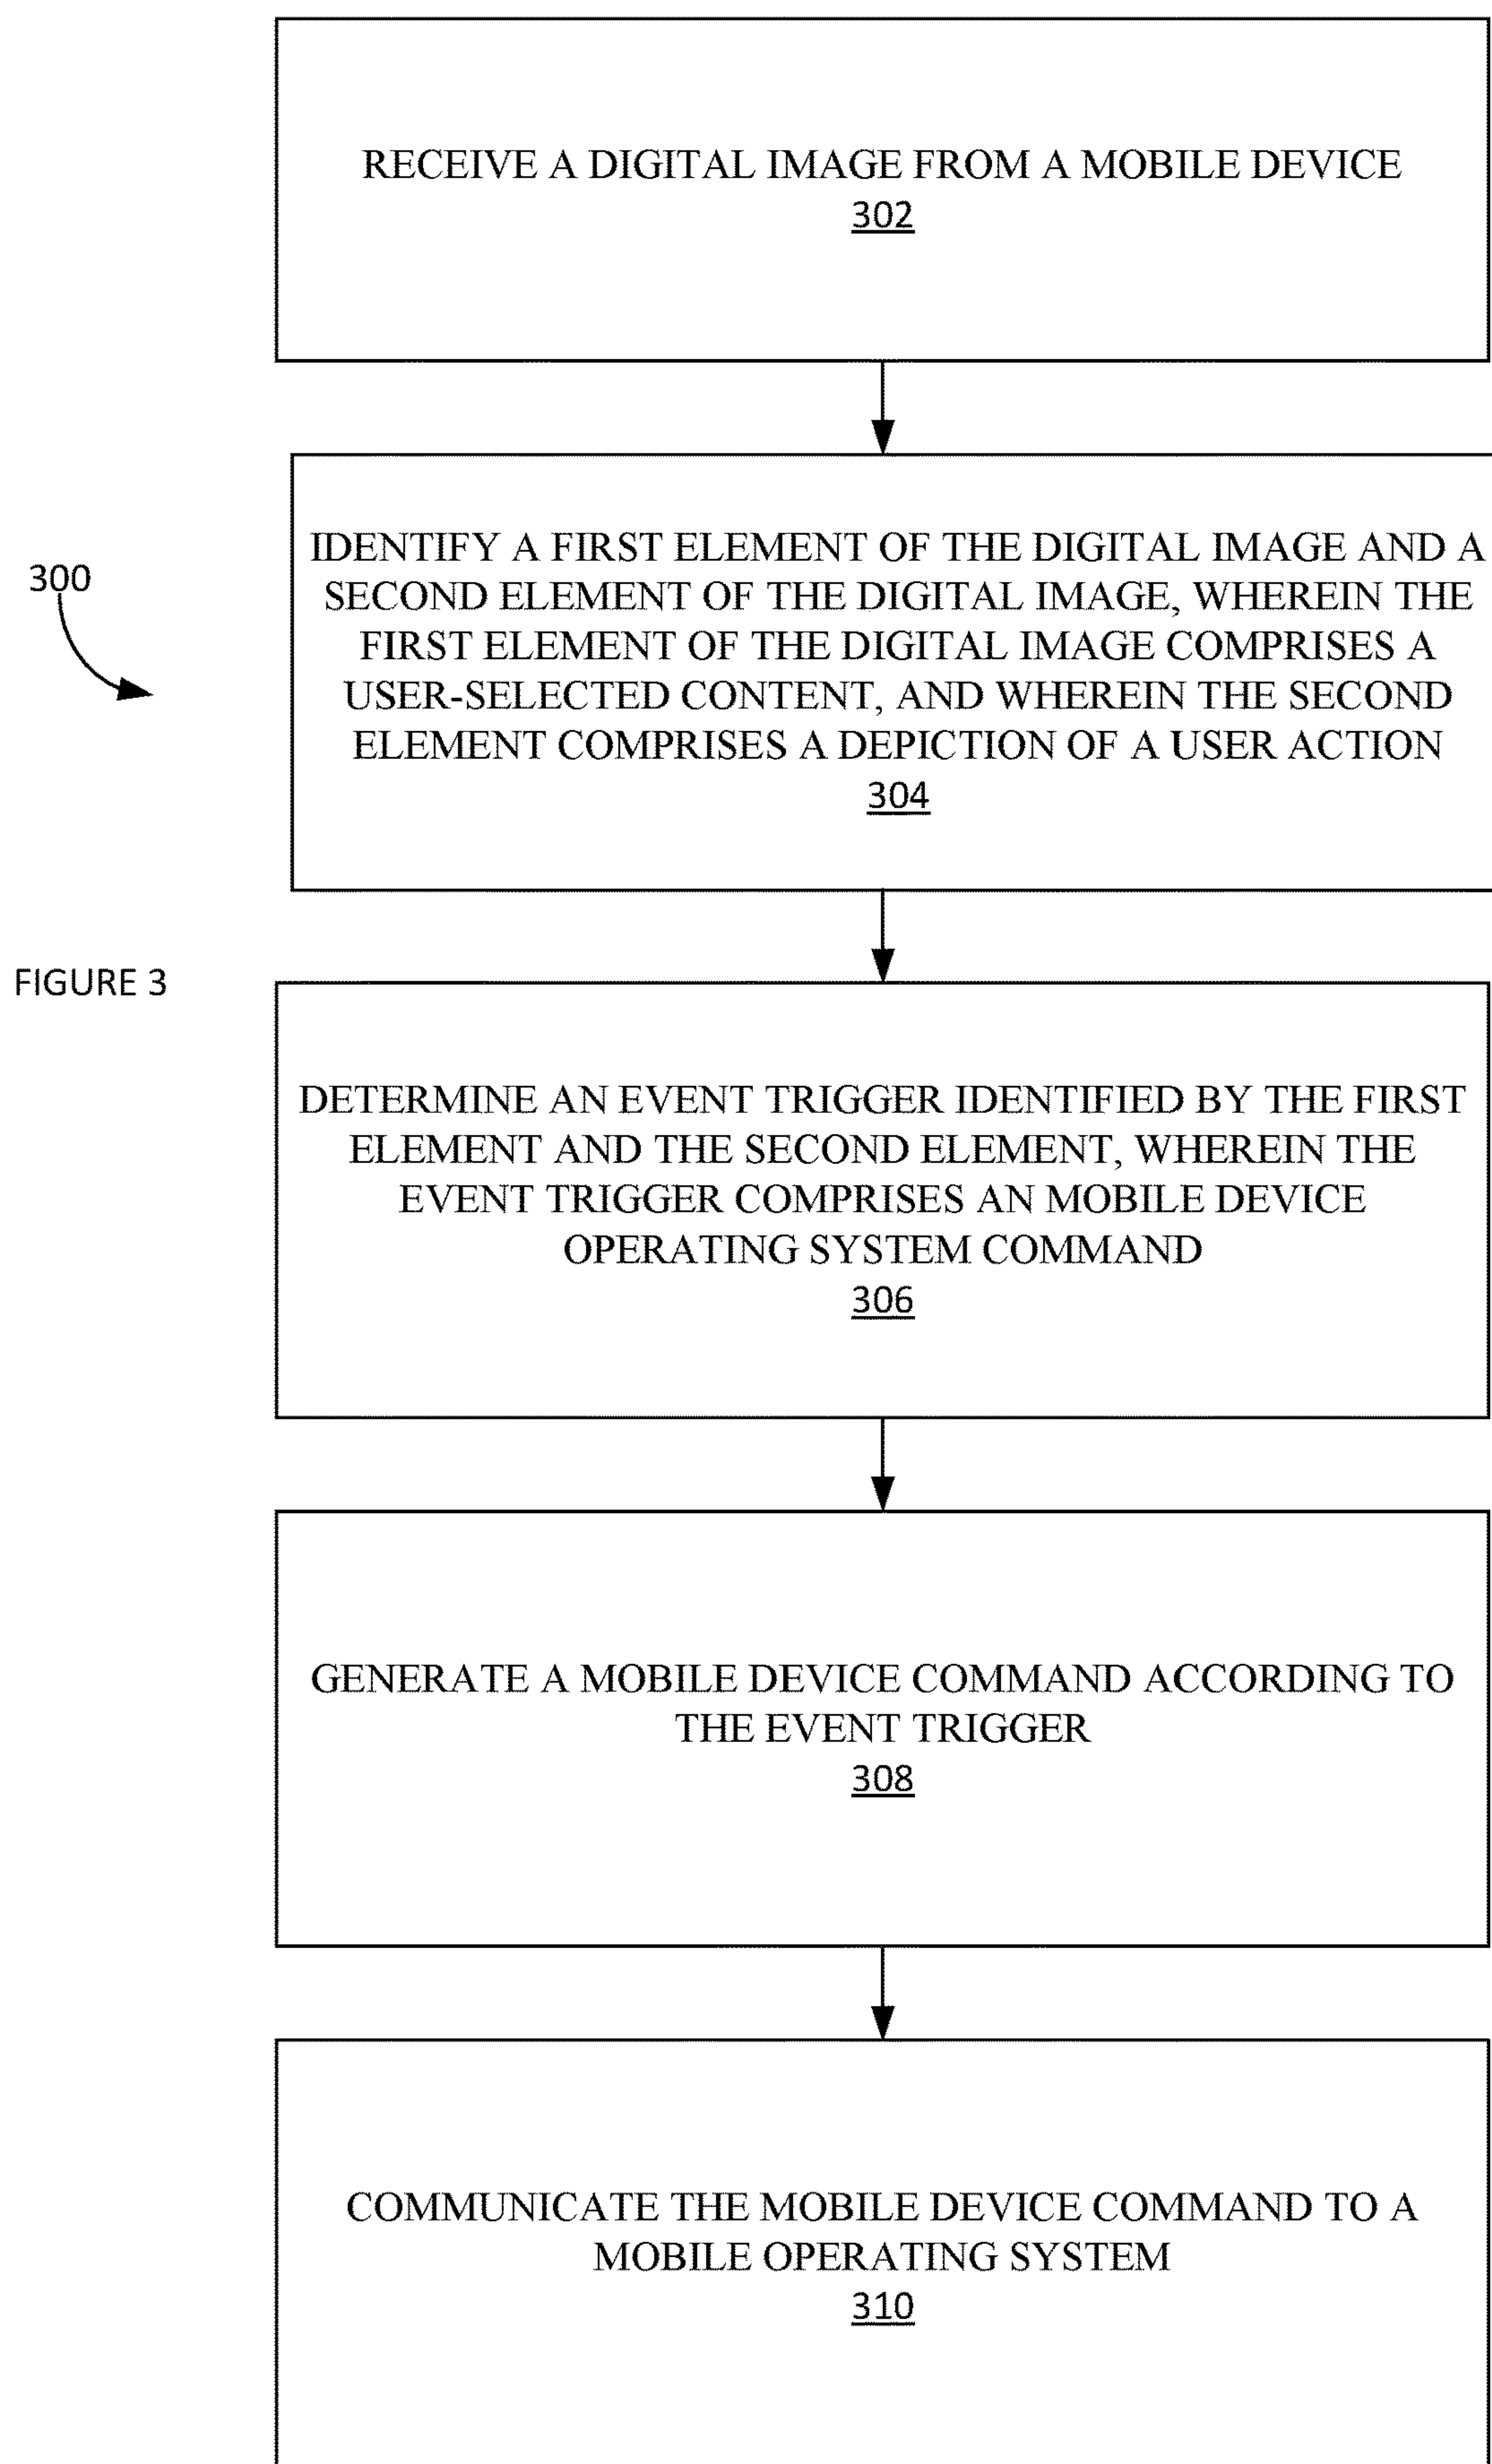 RECEIVE A DIGITAL IMAGE FROM A MOBILE DEVICE
302
IDENTIFY A FIRST ELEMENT OF THE DIGITAL IMAGE AND A
SECOND ELEMENT OF THE DIGITAL IMAGE, WHEREIN THE
FIRST ELEMENT OF THE DIGITAL IMAGE COMPRISES A
USER-SELECTED CONTENT, AND WHEREIN THE SECOND
ELEMENT COMPRISES A DEPICTION OF A USER ACTION
304
300
FIGURE 3
DETERMINE AN EVENT TRIGGER IDENTIFIED BY THE FIRST
ELEMENT AND THE SECOND ELEMENT, WHEREIN THE
EVENT TRIGGER COMPRISES AN MOBILE DEVICE
OPERATING SYSTEM COMMAND
306
GENERATE A MOBILE DEVICE COMMAND ACCORDING TO
THE EVENT TRIGGER
308
COMMUNICATE THE MOBILE DEVICE COMMAND TO A
MOBILE OPERATING SYSTEM
310